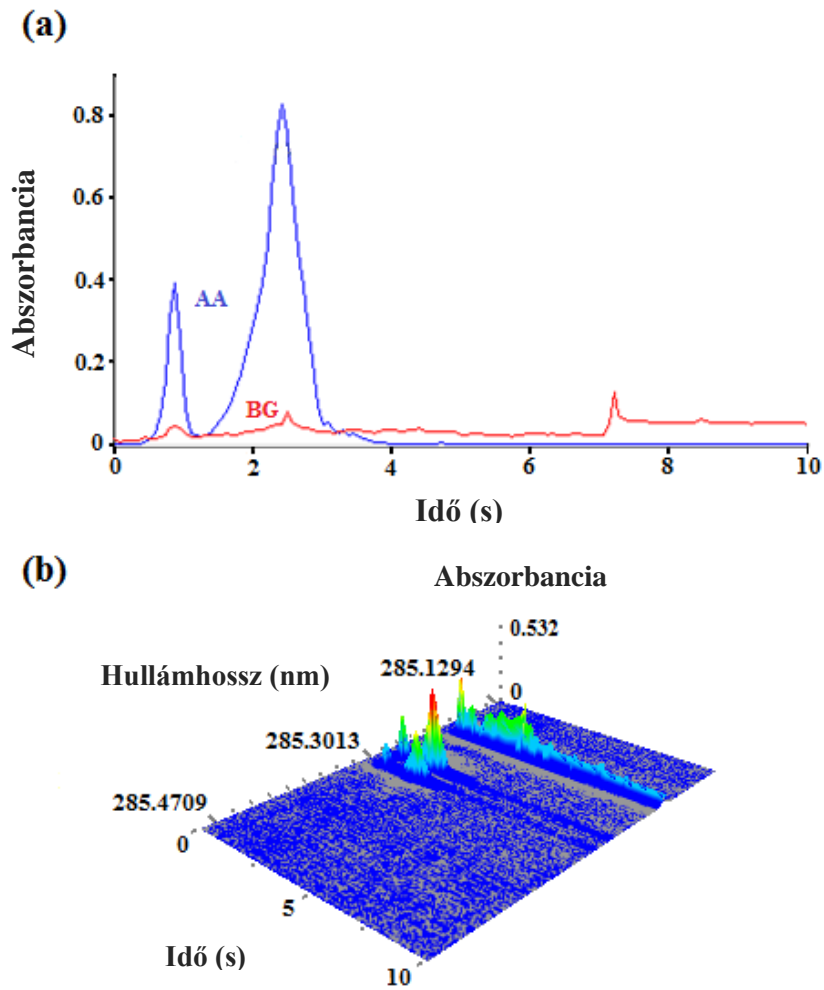 (a)
Abszorbancia
0.8
0.6
0.4
0.2
0
AA
BG
0 2 4 6 8 10
Idő (s)
(b)
Abszorbancia
0.532
0
Hullámhossz (nm)
285.1294
285.3013
285.4709
0
5
10
Idő (s)